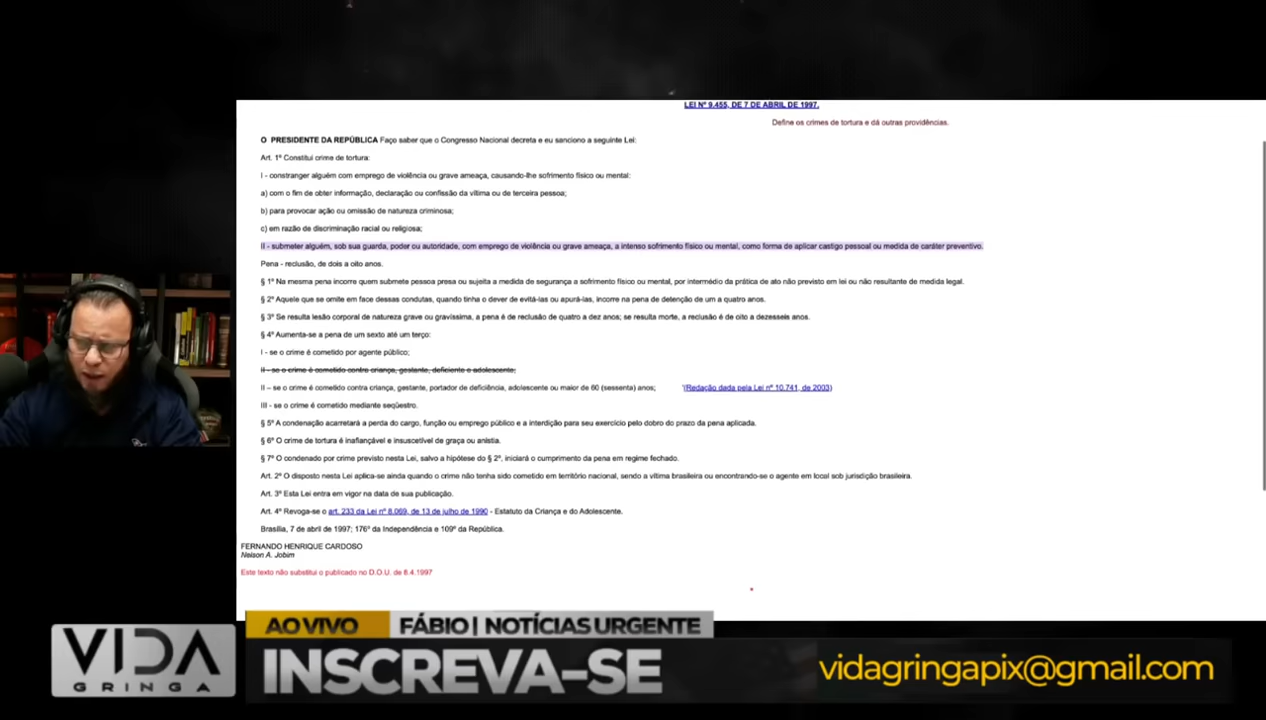 LEI Nº 9.455, DE 7 DE ABRIL DE 1997.
Define os crimes de tortura e dá outras providências.
O PRESIDENTE DA REPÚBLICA Faço saber que o Congresso Nacional decreta e eu sanciono a seguinte Lei:
Art. 1º Constitui crime de tortura:
I - constranger alguém com emprego de violência ou grave ameaça, causando-lhe sofrimento físico ou mental:
a) com o fim de obter informação, declaração ou confissão da vítima ou de terceira pessoa;
b) para provocar ação ou omissão de natureza criminosa;
c) em razão de discriminação racial ou religiosa;
II - submeter alguém, sob sua guarda, poder ou autoridade, com emprego de violência ou grave ameaça, a intenso sofrimento físico ou mental, como forma de aplicar castigo pessoal ou medida de caráter preventivo.
Pena - reclusão, de dois a oito anos.
§ 1º Na mesma pena incorre quem submete pessoa presa ou sujeita a medida de segurança a sofrimento físico ou mental, por intermédio da prática de ato não previsto em lei ou não resultante de medida legal.
§ 2º Aquele que se omite em face dessas condutas, quando tinha o dever de evitá-las ou apurá-las, incorre na pena de detenção de um a quatro anos.
§ 3º Se resulta lesão corporal de natureza grave ou gravíssima, a pena é de reclusão de quatro a dez anos; se resulta morte, a reclusão é de oito a dezesseis anos.
§ 4º Aumenta-se a pena de um sexto até um terço:
I - se o crime é cometido por agente público;
II - se o crime é cometido contra criança, gestante, deficiente e adolescente;
II – se o crime é cometido contra criança, gestante, portador de deficiência, adolescente ou maior de 60 (sessenta) anos; '(Redação dada pela Lei nº 10.741, de 2003)
III - se o crime é cometido mediante seqüestro.
§ 5º A condenação acarretará a perda do cargo, função ou emprego público e a interdição para seu exercício pelo dobro do prazo da pena aplicada.
§ 6º O crime de tortura é inafiançável e insuscetível de graça ou anistia.
§ 7º O condenado por crime previsto nesta Lei, salvo a hipótese do § 2º, iniciará o cumprimento da pena em regime fechado.
Art. 2º O disposto nesta Lei aplica-se ainda quando o crime não tenha sido cometido em território nacional, sendo a vítima brasileira ou encontrando-se o agente em local sob jurisdição brasileira.
Art. 3º Esta Lei entra em vigor na data de sua publicação.
Art. 4º Revoga-se o art. 233 da Lei nº 8.069, de 13 de julho de 1990 - Estatuto da Criança e do Adolescente.
Brasília, 7 de abril de 1997; 176º da Independência e 109º da República.
FERNANDO HENRIQUE CARDOSO
Nelson A. Jobim
Este texto não substitui o publicado no D.O.U. de 8.4.1997
AO VIVO FÁBIO | NOTÍCIAS URGENTE
VIDA
GRINGA
INSCREVA-SE
vidagringapix@gmail.com